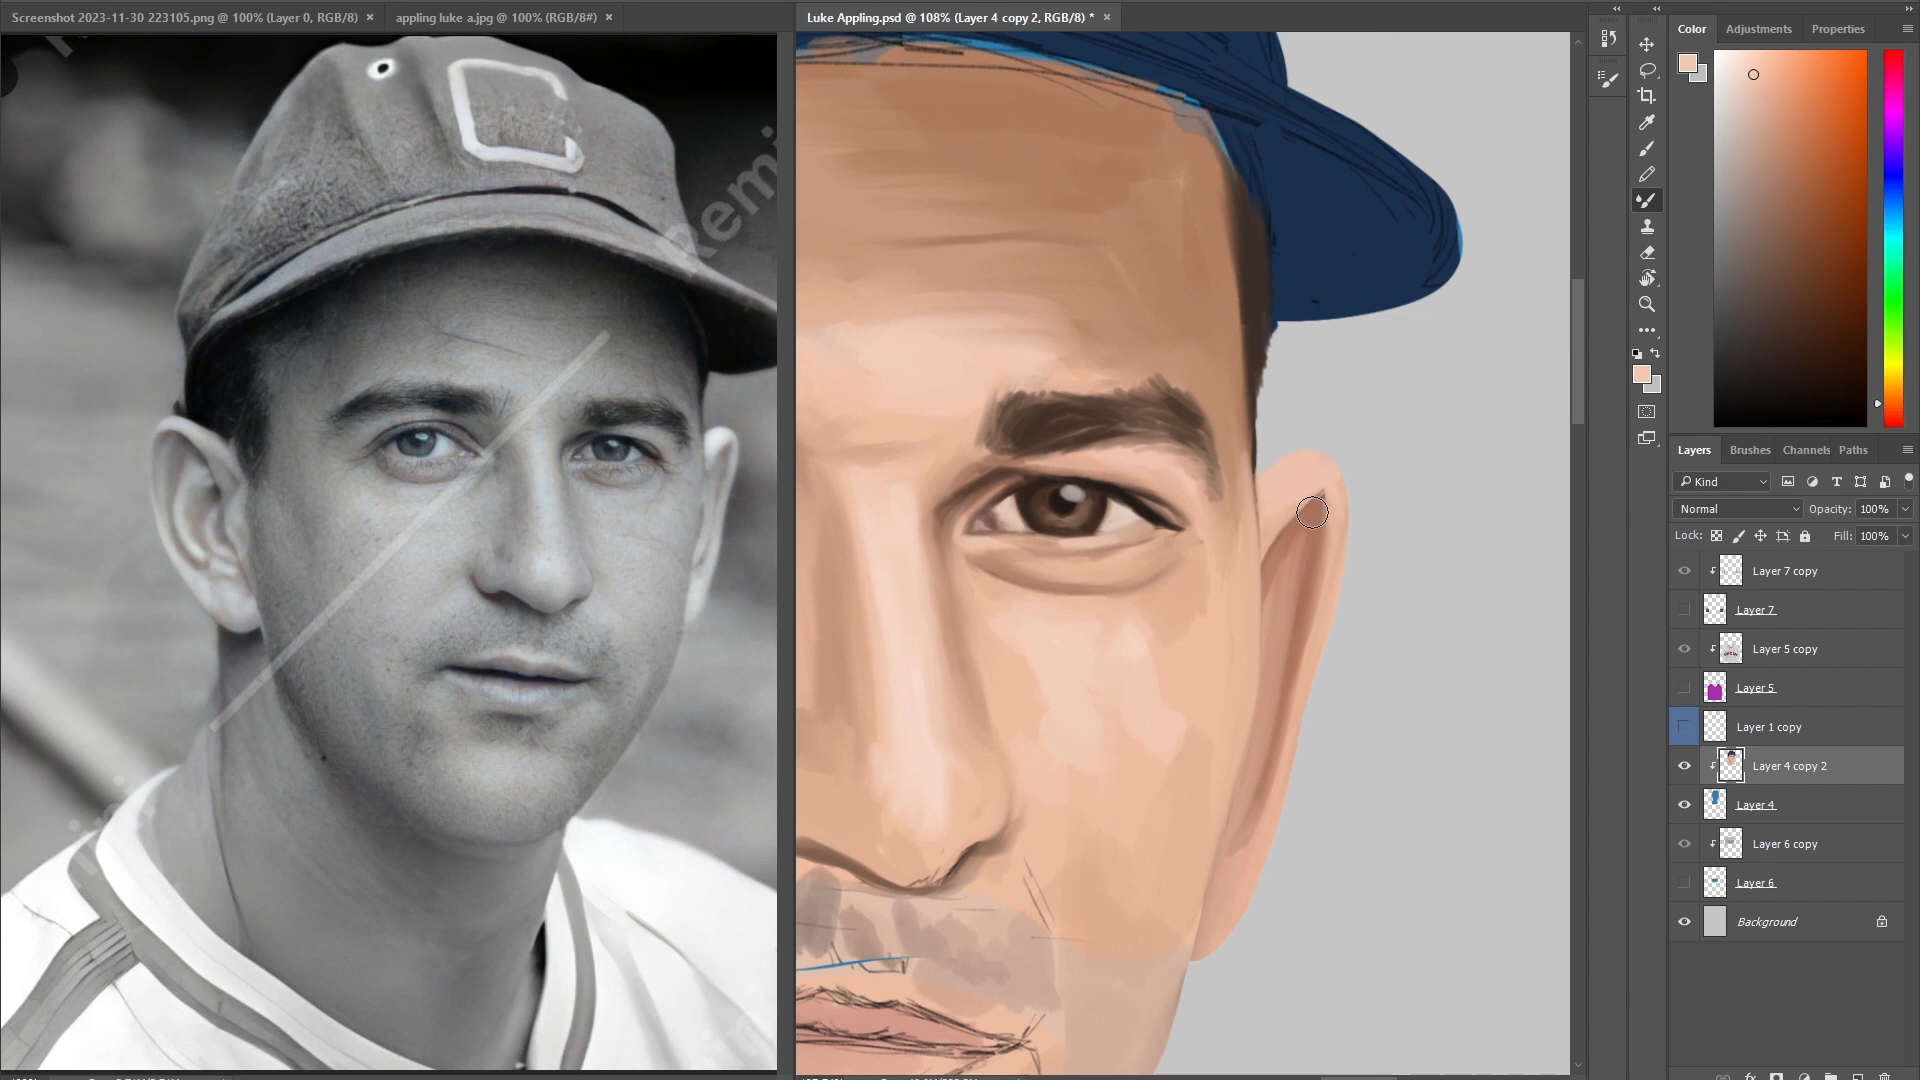 Screenshot 2023-11-30 223105.png @ 100% (Layer 0, RGB/8) ×
appling luke a.jpg @ 100% (RGB/8#) ×
Luke Appling.psd @ 108% (Layer 4 copy 2, RGB/8) * ×
Color
Adjustments
Properties
C
Remi
Layers
Brushes
Channels
Paths
Kind
Normal
Opacity: 100%
Lock:
Fill: 100%
Layer 7 copy
Layer 7
Layer 5 copy
Layer 5
Layer 1 copy
Layer 4 copy 2
Layer 4
Layer 6 copy
Layer 6
Background